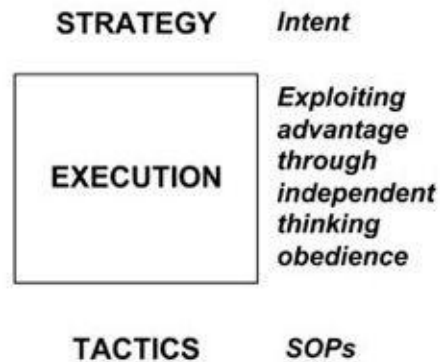 STRATEGY Intent
EXECUTION
Exploiting
advantage
through
independent
thinking
obedience
TACTICS SOPs